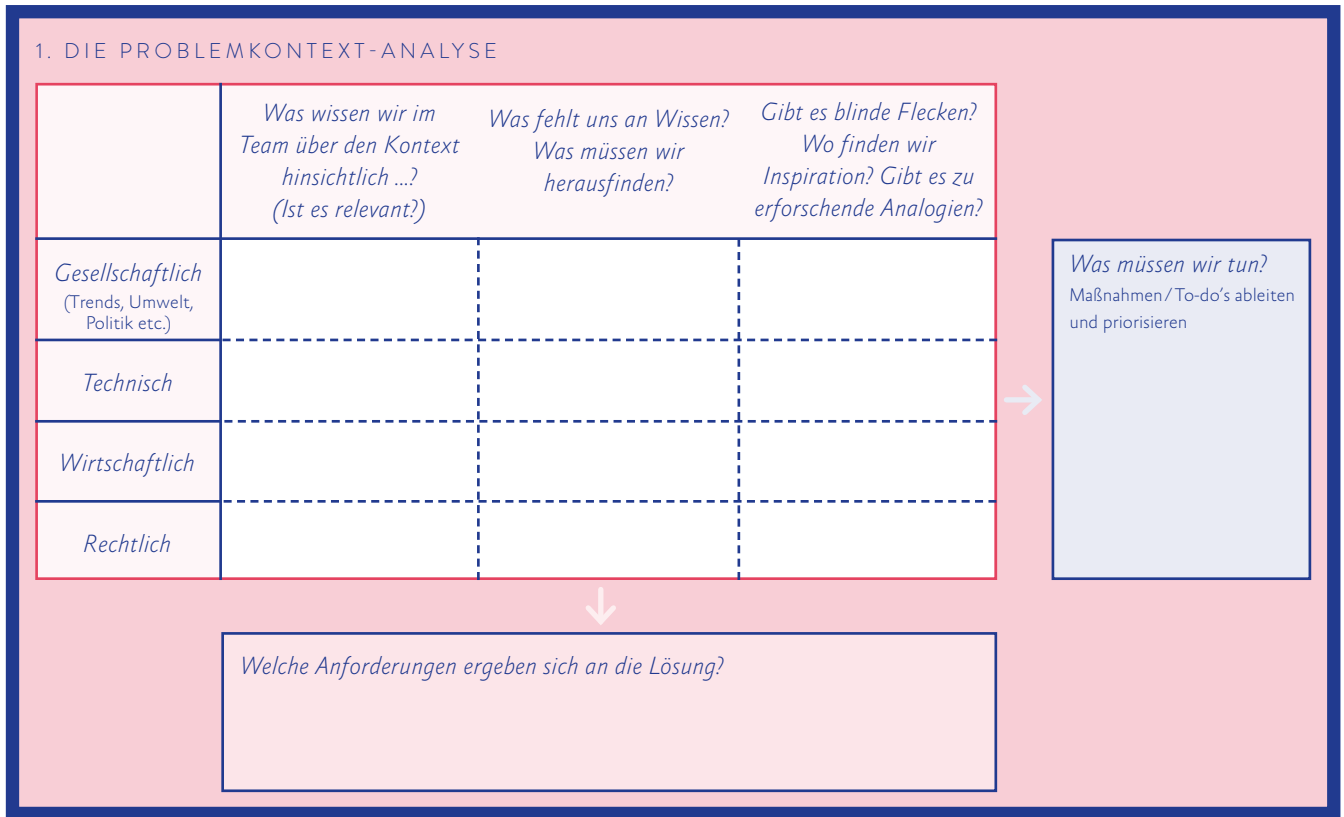 1. DIE PROBLEMKONTEXT-ANALYSE
Was wissen wir im
Team über den Kontext
hinsichtlich ...?
(Ist es relevant?)
Was fehlt uns an Wissen?
Was müssen wir
herausfinden?
Gibt es blinde Flecken?
Wo finden wir
Inspiration? Gibt es zu
erforschende Analogien?
Gesellschaftlich
(Trends, Umwelt,
Politik etc.)
Technisch
Wirtschaftlich
Rechtlich
Was müssen wir tun?
Maßnahmen / To-do's ableiten
und priorisieren
Welche Anforderungen ergeben sich an die Lösung?